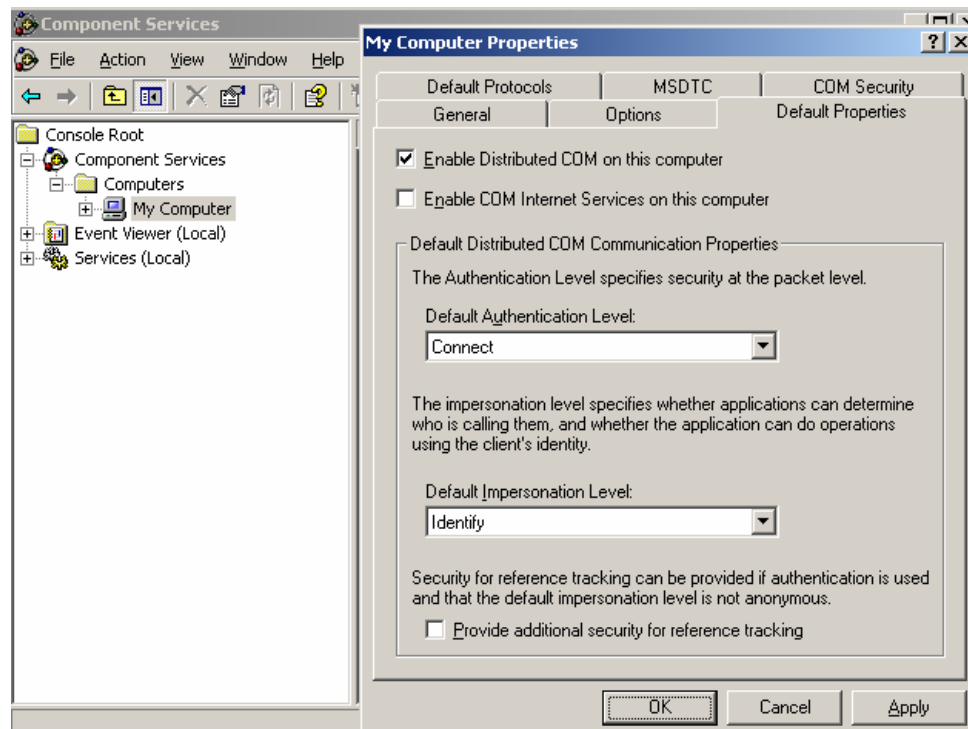 Component Services
File Action View Window Help
Console Root
Component Services
Computers
My Computer
Event Viewer (Local)
Services (Local)
My Computer Properties
Default Protocols MSDTC COM Security
General Options Default Properties
Enable Distributed COM on this computer
Enable COM Internet Services on this computer
Default Distributed COM Communication Properties
The Authentication Level specifies security at the packet level.
Default Authentication Level:
Connect
The impersonation level specifies whether applications can determine
who is calling them, and whether the application can do operations
using the client's identity.
Default Impersonation Level:
Identify
Security for reference tracking can be provided if authentication is used
and that the default impersonation level is not anonymous.
Provide additional security for reference tracking
OK Cancel Apply